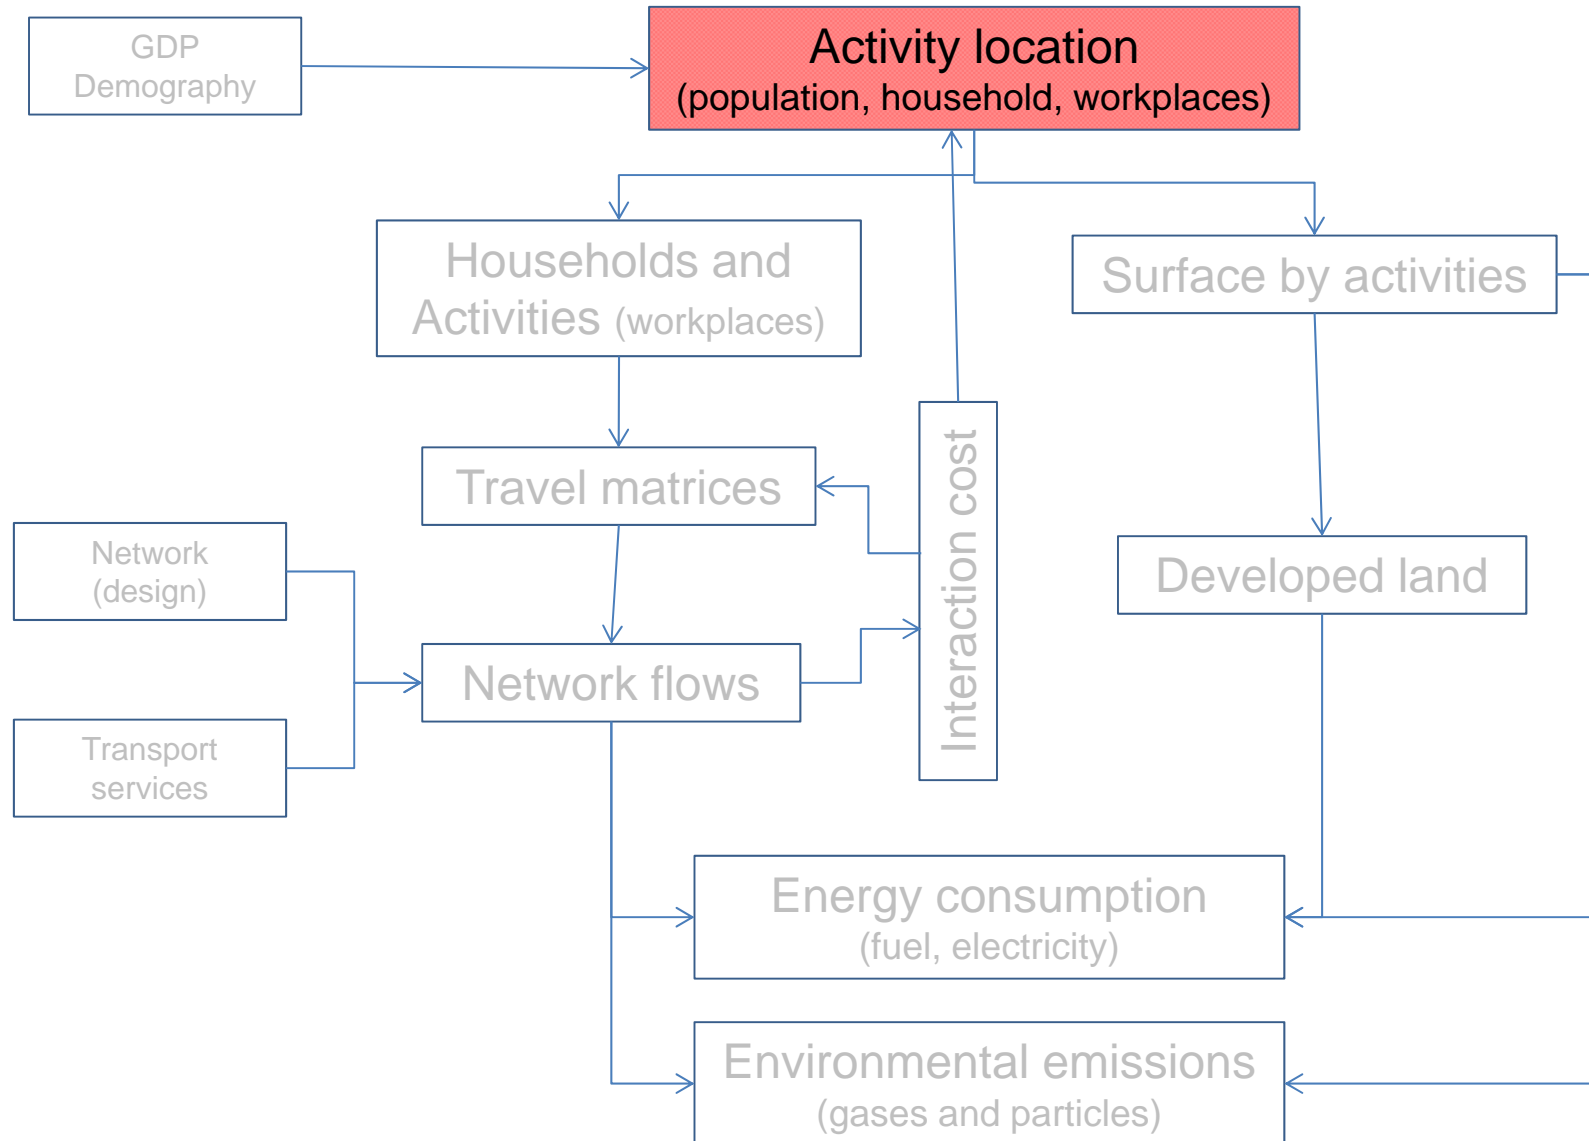 GDP
Demography
Activity location
(population, household, workplaces)
Households and
Activities (workplaces)
Surface by activities
Travel matrices
Interaction cost
Network
(design)
Developed land
Network flows
Transport
services
Energy consumption
(fuel, electricity)
Environmental emissions
(gases and particles)